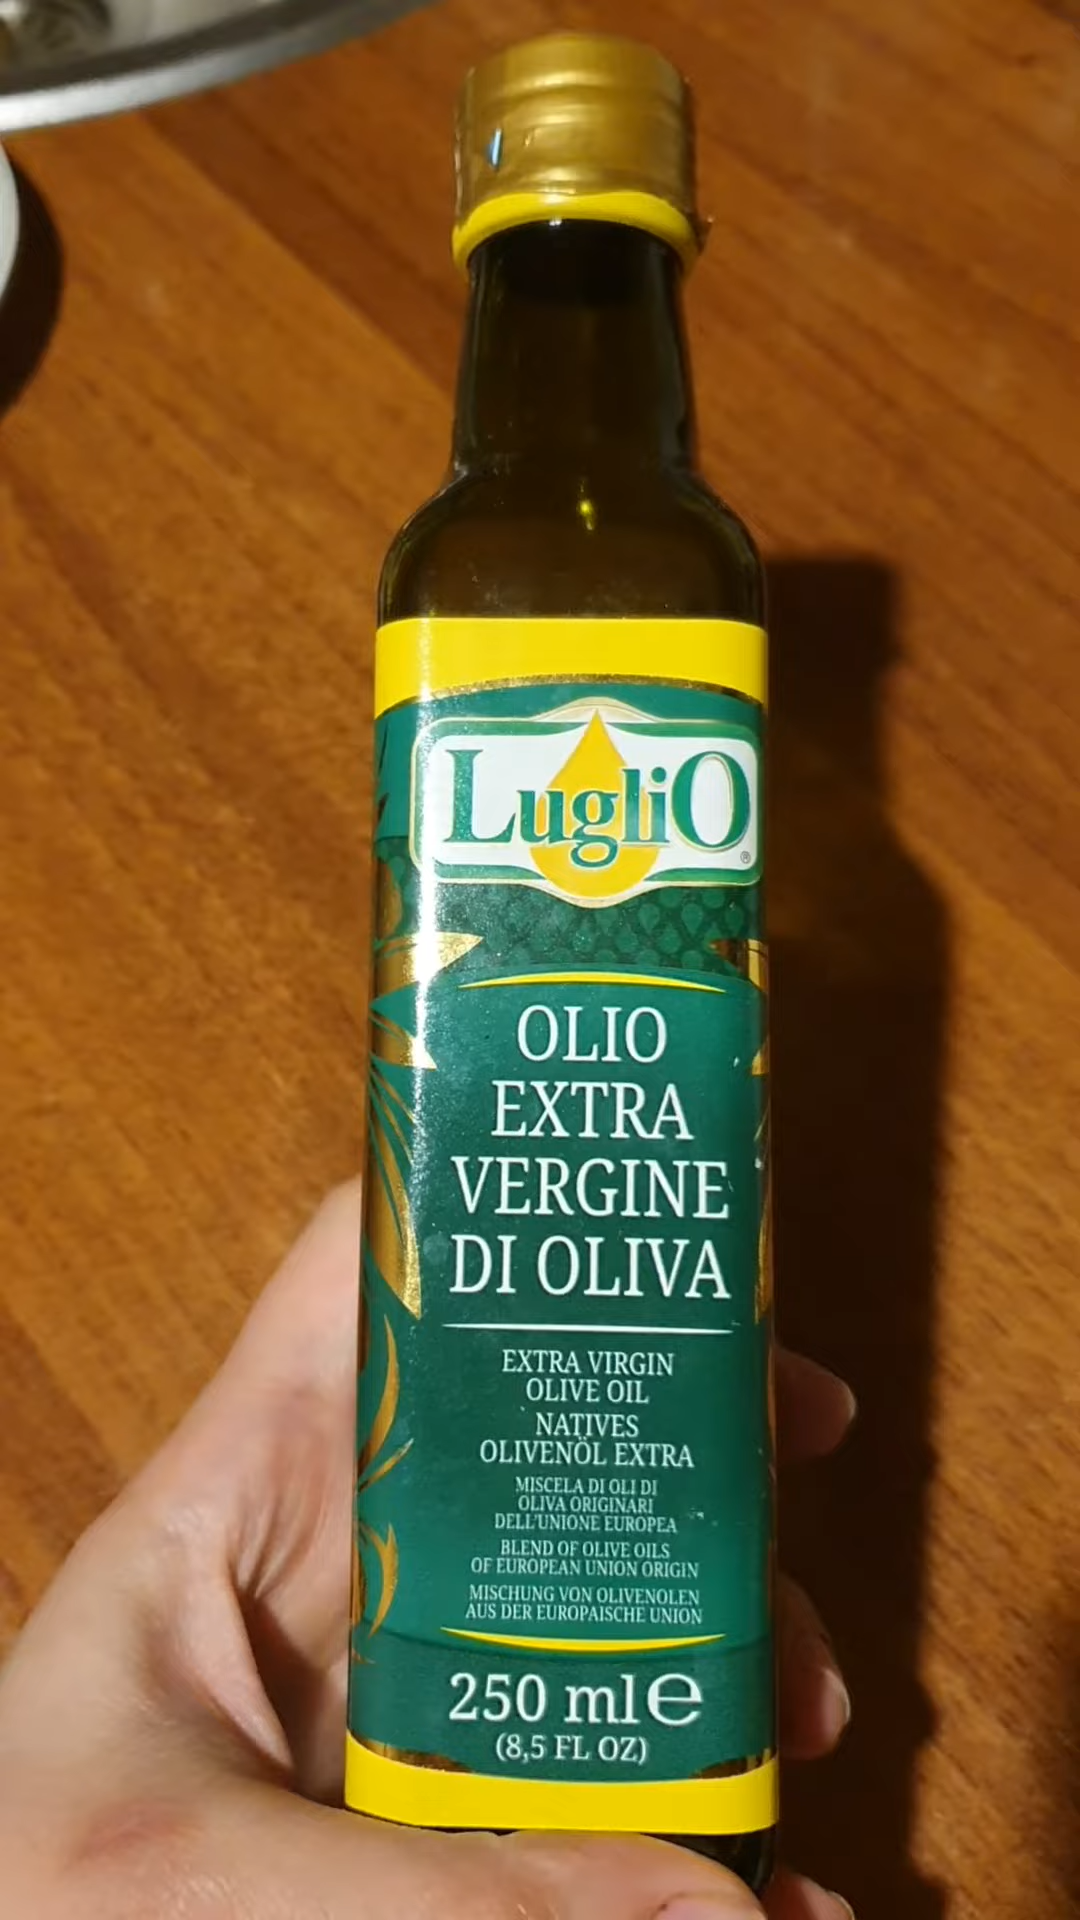 LugliO
®
OLIO
EXTRA
VERGINE
DI OLIVA
EXTRA VIRGIN
OLIVE OIL
NATIVES
OLIVENÖL EXTRA
MISCELA DI OLI DI
OLIVA ORIGINARI
DELL'UNIONE EUROPEA
BLEND OF OLIVE OILS
OF EUROPEAN UNION ORIGIN
MISCHUNG VON OLIVENOLEN
AUS DER EUROPAISCHE UNION
250 ml ℮
(8,5 FL OZ)